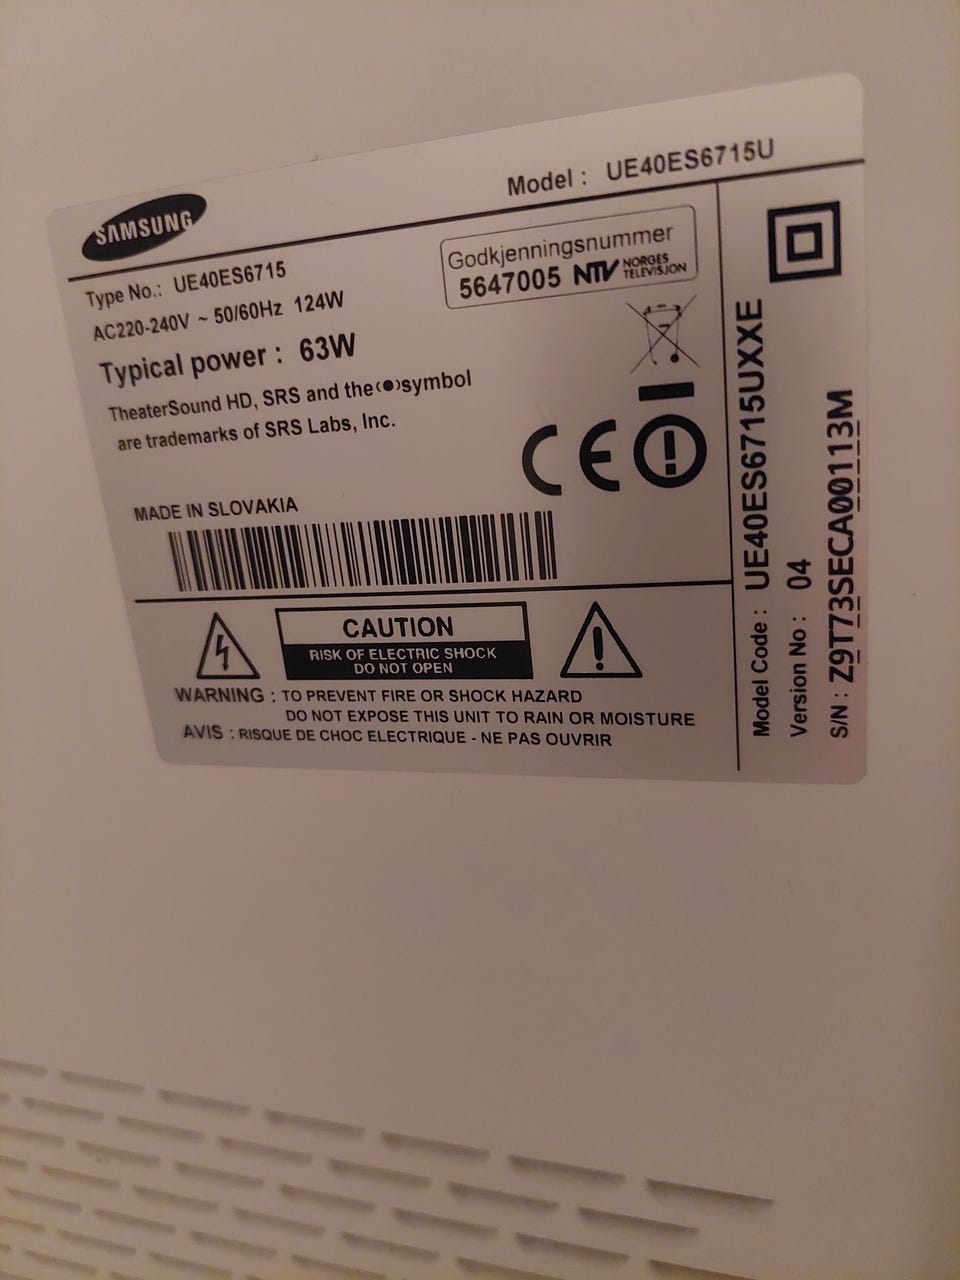 SAMSUNG
Model : UE40ES6715U
Type No.: UE40ES6715
AC220-240V ~ 50/60Hz 124W
Typical power : 63W
TheaterSound HD, SRS and the (●) symbol
are trademarks of SRS Labs, Inc.
Godkjenningsnummer
5647005 NTV NORGES
TELEVISJON
CE
MADE IN SLOVAKIA
CAUTION
RISK OF ELECTRIC SHOCK
DO NOT OPEN
WARNING : TO PREVENT FIRE OR SHOCK HAZARD
DO NOT EXPOSE THIS UNIT TO RAIN OR MOISTURE
AVIS : RISQUE DE CHOC ELECTRIQUE - NE PAS OUVRIR
Model Code : UE40ES6715UXXE
Version No : 04
S/N : Z9T73SECA00113M